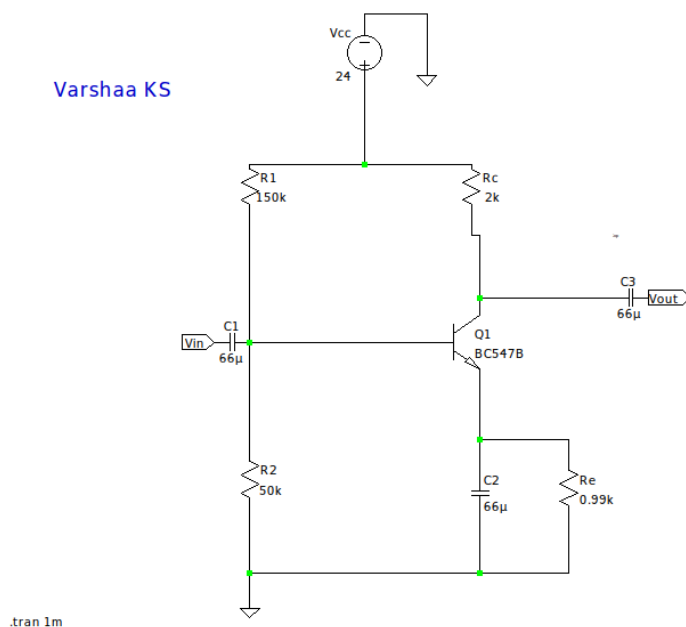 Vcc
24
Varshaa KS
R1
150k
Rc
2k
C3
66µ
Vout
Vin
C1
66µ
Q1
BC547B
R2
50k
C2
66µ
Re
0.99k
.tran 1m